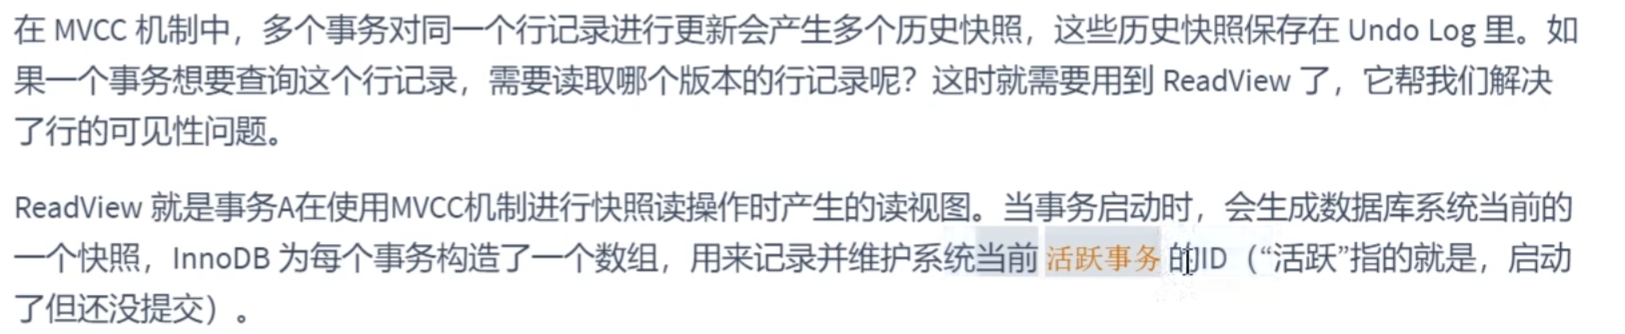 在 MVCC 机制中，多个事务对同一个行记录进行更新会产生多个历史快照，这些历史快照保存在 Undo Log 里。如
果一个事务想要查询这个行记录，需要读取哪个版本的行记录呢？这时就需要用到 ReadView 了，它帮我们解决
了行的可见性问题。
ReadView 就是事务A在使用MVCC机制进行快照读操作时产生的读视图。当事务启动时，会生成数据库系统当前的
一个快照，InnoDB 为每个事务构造了一个数组，用来记录并维护系统当前 活跃事务 的ID（“活跃”指的就是，启动
了但还没提交）。